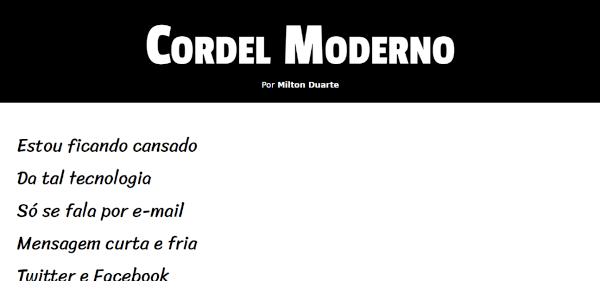 Cordel Moderno
Por Milton Duarte
Estou ficando cansado
Da tal tecnologia
Só se fala por e-mail
Mensagem curta e fria
Twitter e Facebook